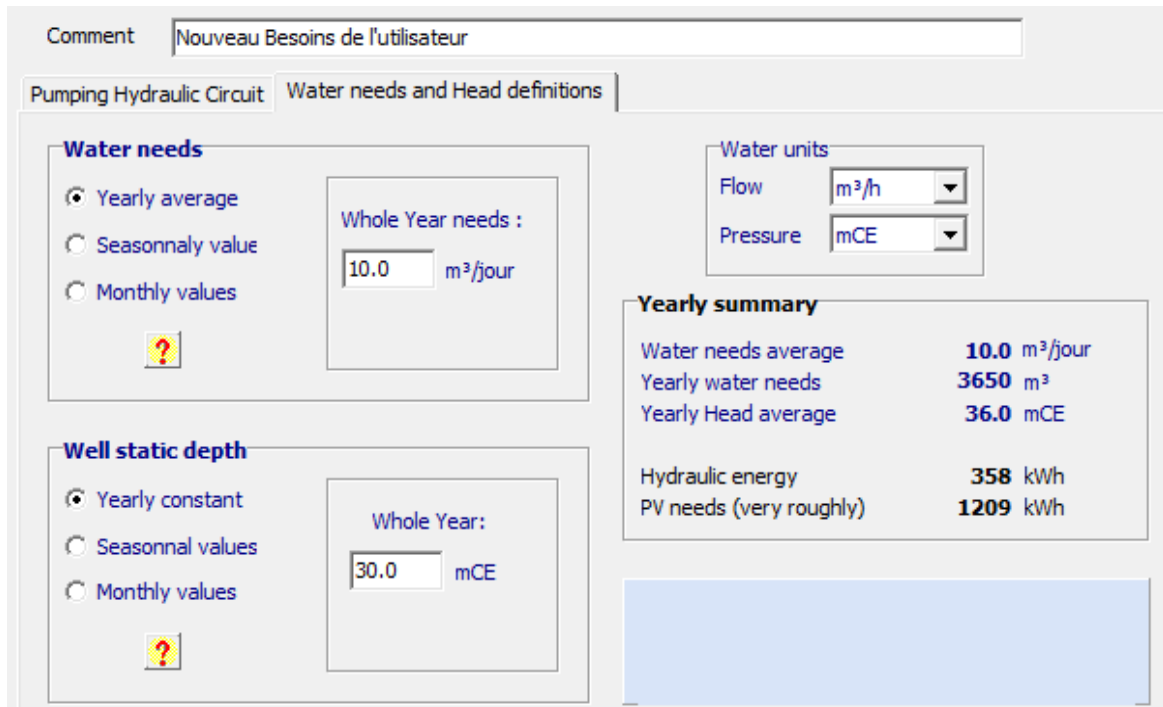 Comment Nouveau Besoins de l'utilisateur
Pumping Hydraulic Circuit Water needs and Head definitions
Water needs
Yearly average
Seasonnaly value
Monthly values
?
Whole Year needs :
10.0 m³/jour
Water units
Flow m³/h
Pressure mCE
Well static depth
Yearly constant
Seasonnal values
Monthly values
?
Whole Year:
30.0 mCE
Yearly summary
Water needs average 10.0 m³/jour
Yearly water needs 3650 m³
Yearly Head average 36.0 mCE
Hydraulic energy 358 kWh
PV needs (very roughly) 1209 kWh